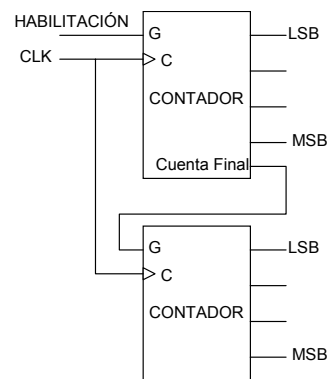 HABILITACIÓN
G
LSB
CLK
C
CONTADOR
MSB
Cuenta Final
G
LSB
C
CONTADOR
MSB